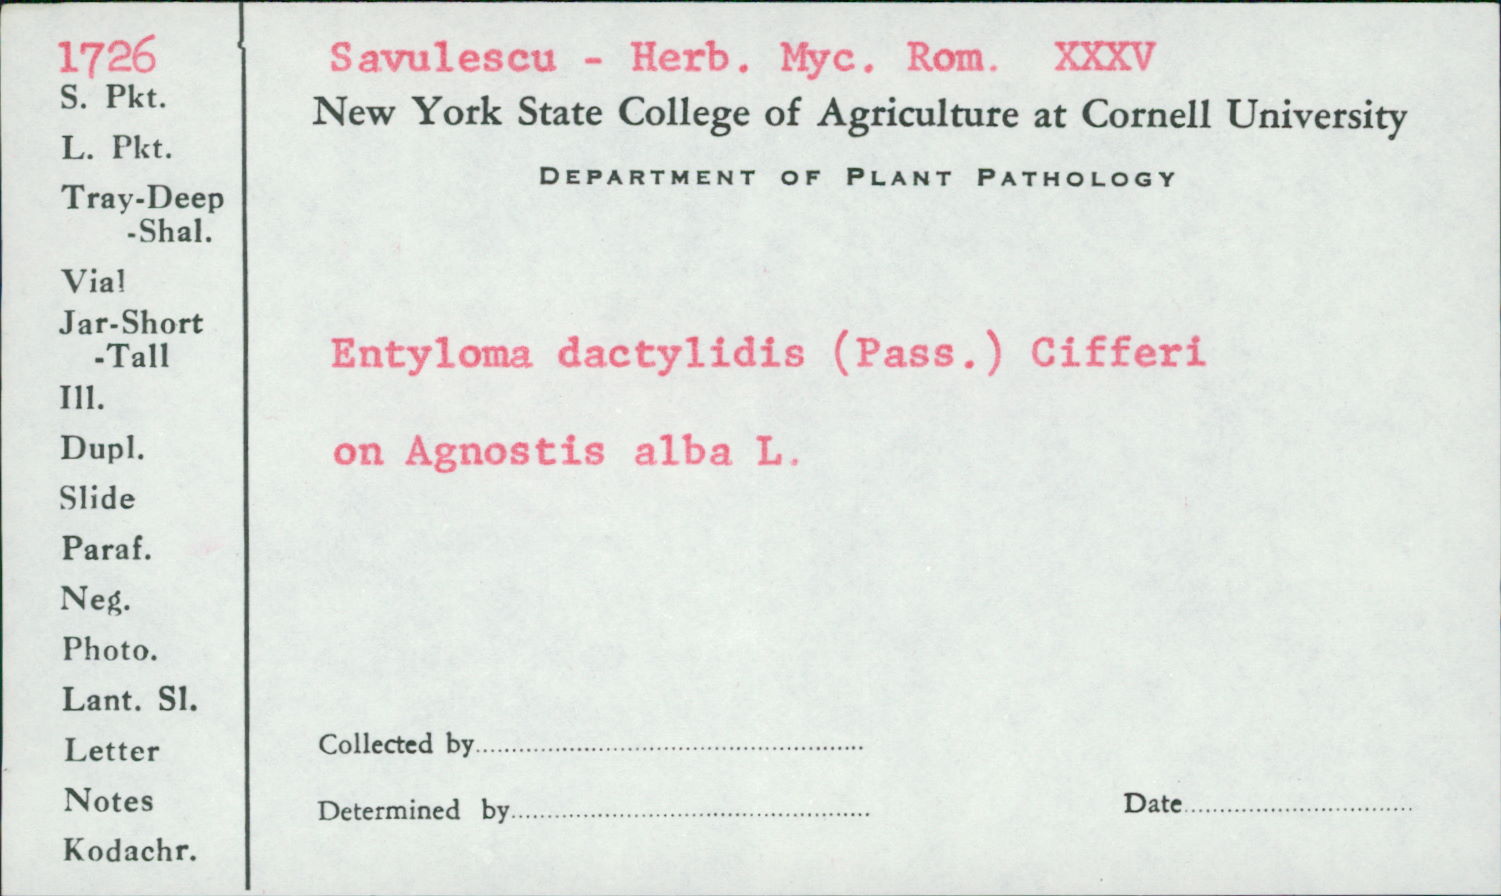 1726
S. Pkt.
L. Pkt.
Tray-Deep
-Shal.
Vial
Jar-Short
-Tall
Ill.
Dupl.
Slide
Paraf.
Neg.
Photo.
Lant. Sl.
Letter
Notes
Kodachr.
Savulescu - Herb. Myc. Rom. XXXV
New York State College of Agriculture at Cornell University
DEPARTMENT OF PLANT PATHOLOGY
Entyloma dactylidis (Pass.) Cifferi
on Agnostis alba L.
Collected by
Determined by
Date